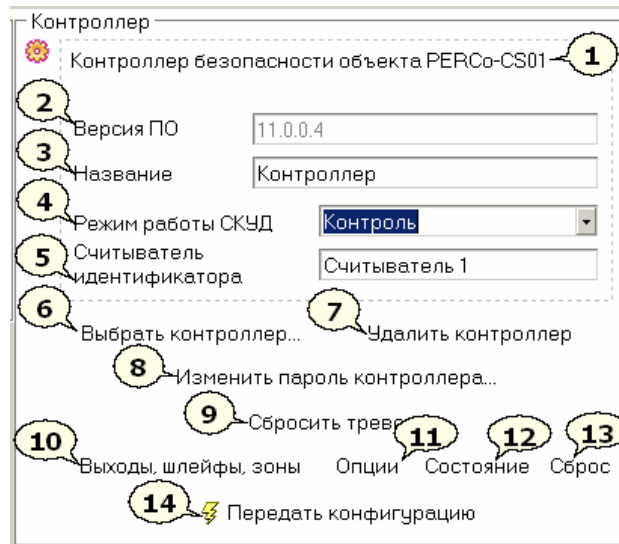 Контроллер
Контроллер безопасности объекта PERCo-CS01
1
2
Версия ПО
11.0.0.4
3
Название
Контроллер
4
Режим работы СКУД
Контроль
5
Считыватель
идентификатора
Считыватель 1
6
Выбрать контроллер...
7
Удалить контроллер
8
Изменить пароль контроллера...
9
Сбросить трево
10
Выходы, шлейфы, зоны
11
Опции
12
Состояние
13
Сброс
14
Передать конфигурацию